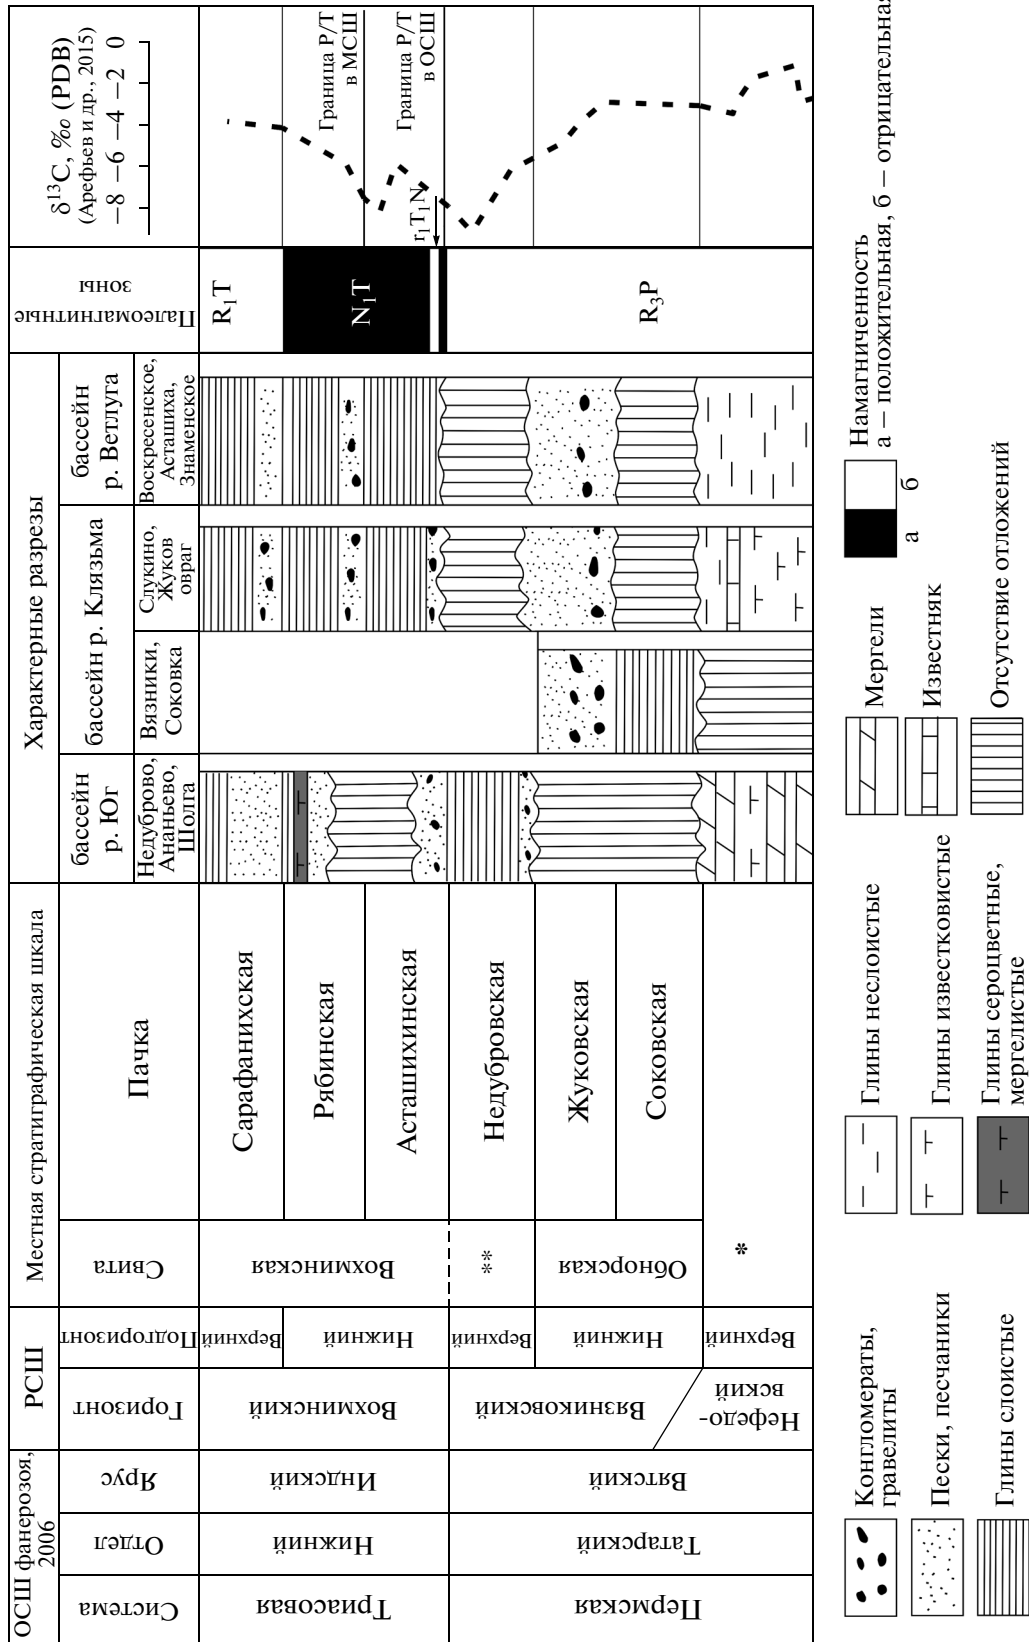 ОСШ фанерозоя,
2006
РСШ
Местная стратиграфическая шкала
Характерные разрезы
Палеомагнитные
зоны
δ¹³C, ‰ (PDB)
(Арефьев и др., 2015)
−8 −6 −4 −2 0
Система
Отдел
Ярус
Горизонт
Подгоризонт
Свита
Пачка
бассейн
р. Юг
бассейн р. Клязьма
бассейн
р. Ветлуга
Недуброво,
Ананьево,
Шолга
Вязники,
Соковка
Слукино,
Жуков
овраг
Воскресенское,
Асташиха,
Знаменское
Триасовая
Нижний
Индский
Вохминский
Верхний
Нижний
Вохминская
Сарафанихская
Рябинская
Асташихинская
R₁T
N₁T
r₁T₁N
Граница P/T
в МСШ
Граница P/T
в ОСШ
Пермская
Татарский
Вятский
Вязниковский
Верхний
Нижний
**
Обнорская
Недубровская
Жуковская
Соковская
R₃P
Нефедо-
вский
Верхний
*
Конгломераты,
гравелиты
Пески, песчаники
Глины слоистые
Глины неслоистые
Глины известковистые
Глины сероцветные,
мергелистые
Мергели
Известняк
Отсутствие отложений
а
б
Намагниченность
а – положительная, б – отрицательная